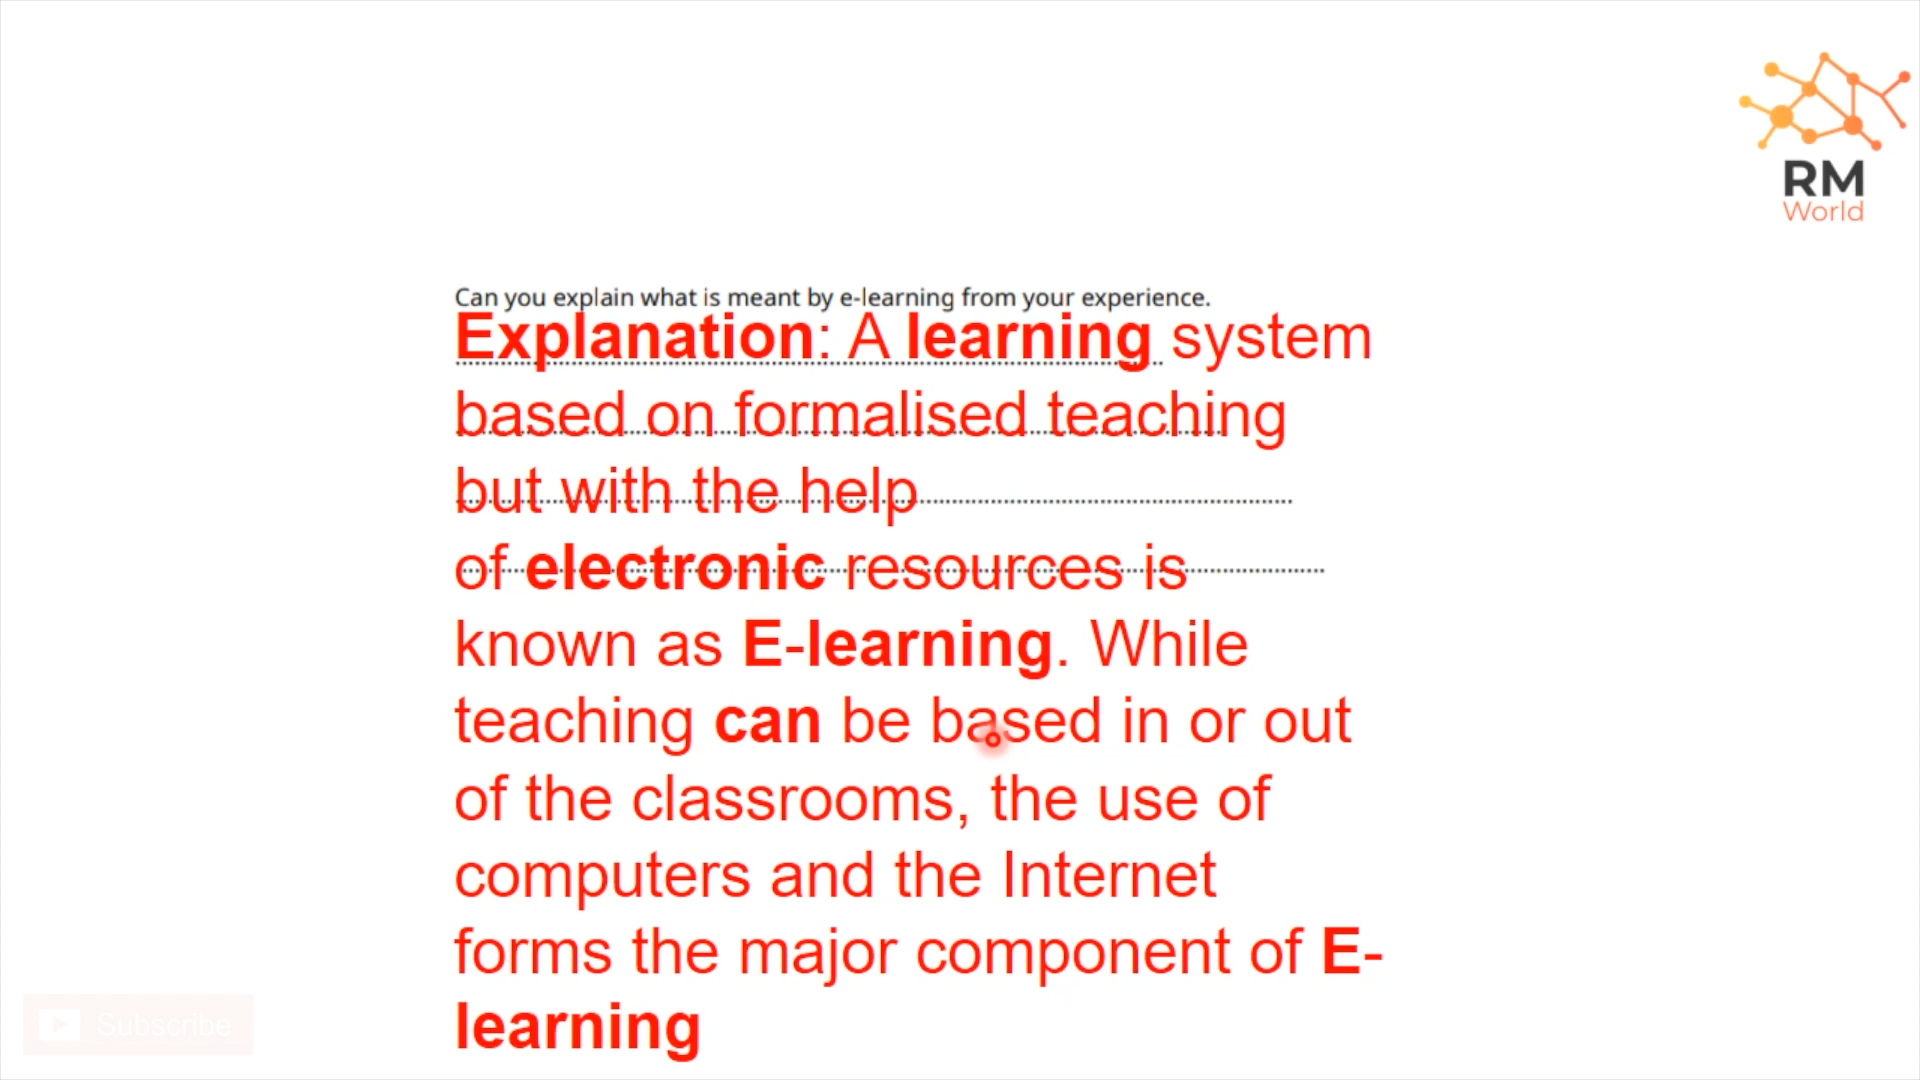 RM
World
Can you explain what is meant by e-learning from your experience.
Explanation: A learning system
based on formalised teaching
but with the help
of electronic resources is
known as E-learning. While
teaching can be based in or out
of the classrooms, the use of
computers and the Internet
forms the major component of E-
learning
Subscribe